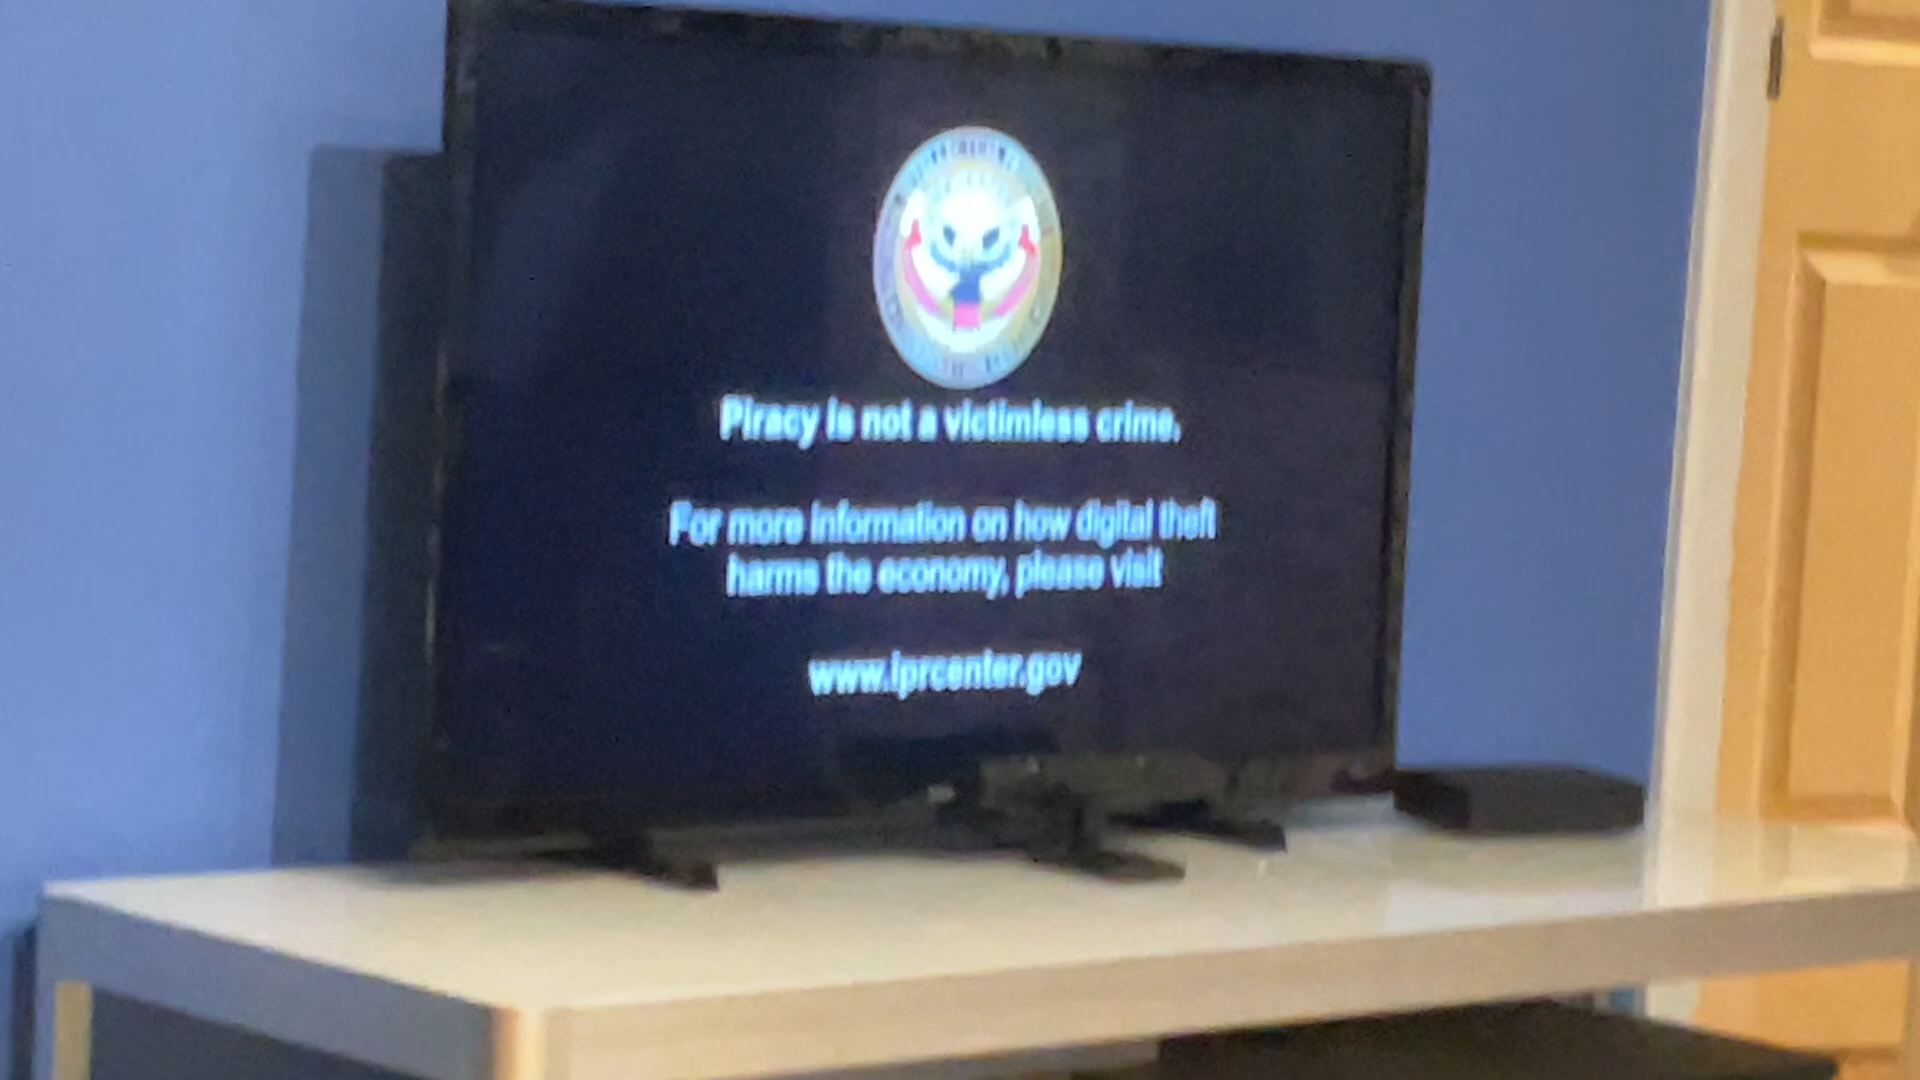 Piracy is not a victimless crime.
For more information on how digital theft
harms the economy, please visit
www.iprcenter.gov